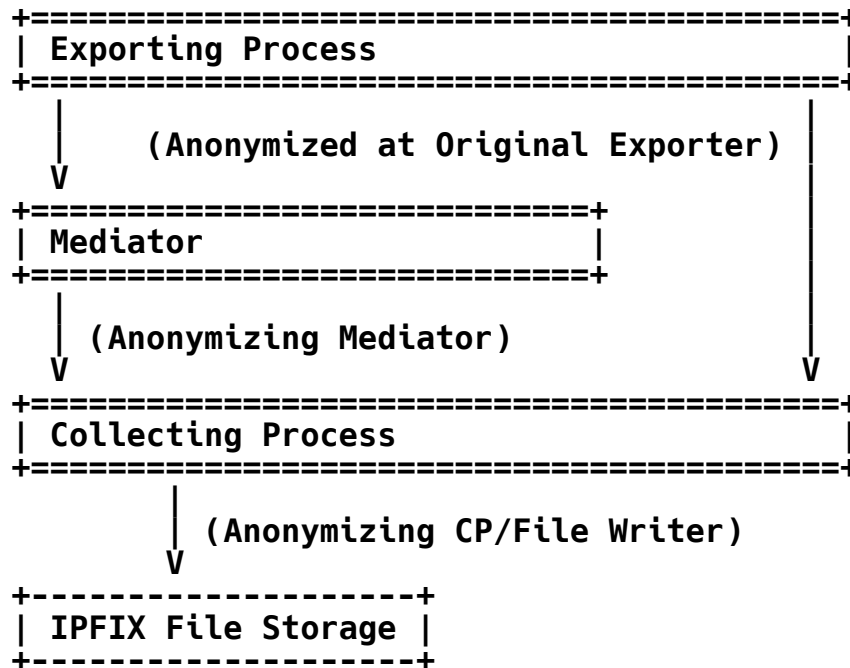 Exporting Process
(Anonymized at Original Exporter)
Mediator
(Anonymizing Mediator)
Collecting Process
(Anonymizing CP/File Writer)
IPFIX File Storage